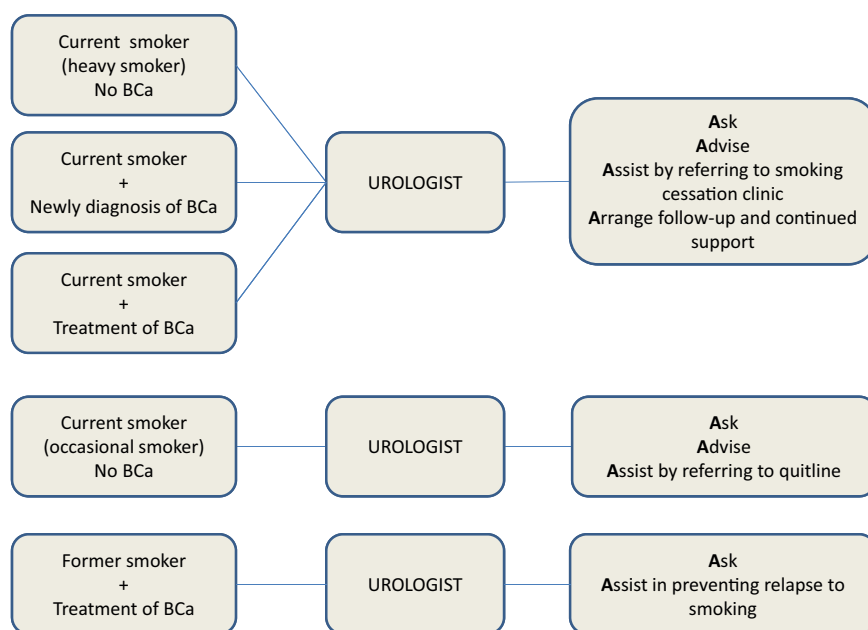 Current smoker
(heavy smoker)
No BCa
Current smoker
+
Newly diagnosis of BCa
Current smoker
+
Treatment of BCa
UROLOGIST
Ask
Advise
Assist by referring to smoking
cessation clinic
Arrange follow-up and continued
support
Current smoker
(occasional smoker)
No BCa
UROLOGIST
Ask
Advise
Assist by referring to quitline
Former smoker
+
Treatment of BCa
UROLOGIST
Ask
Assist in preventing relapse to
smoking